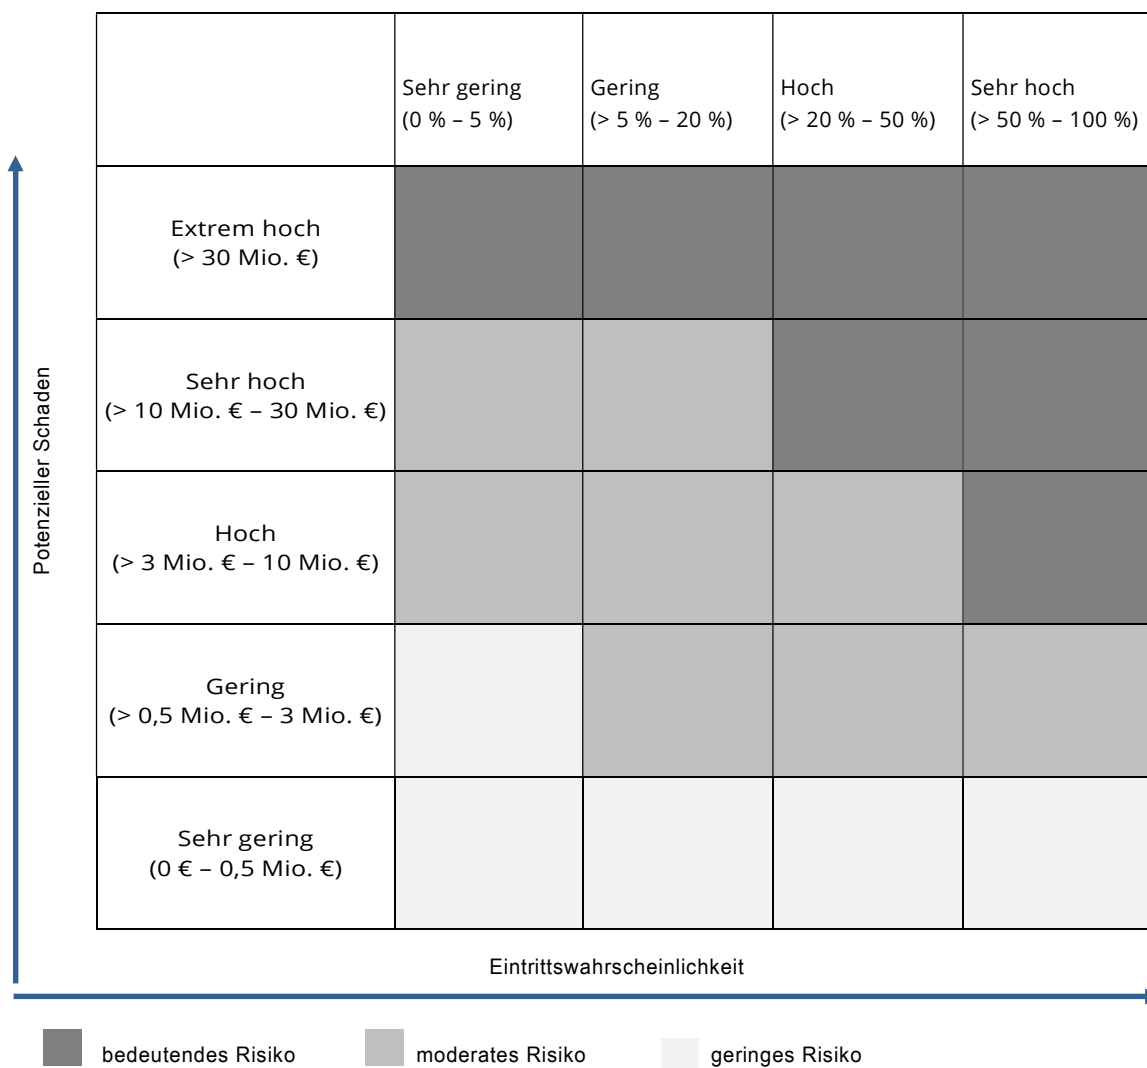 Sehr gering
(0 % – 5 %)
Gering
(> 5 % – 20 %)
Hoch
(> 20 % – 50 %)
Sehr hoch
(> 50 % – 100 %)
Potenzieller Schaden
Extrem hoch
(> 30 Mio. €)
Sehr hoch
(> 10 Mio. € – 30 Mio. €)
Hoch
(> 3 Mio. € – 10 Mio. €)
Gering
(> 0,5 Mio. € – 3 Mio. €)
Sehr gering
(0 € – 0,5 Mio. €)
Eintrittswahrscheinlichkeit
bedeutendes Risiko
moderates Risiko
geringes Risiko